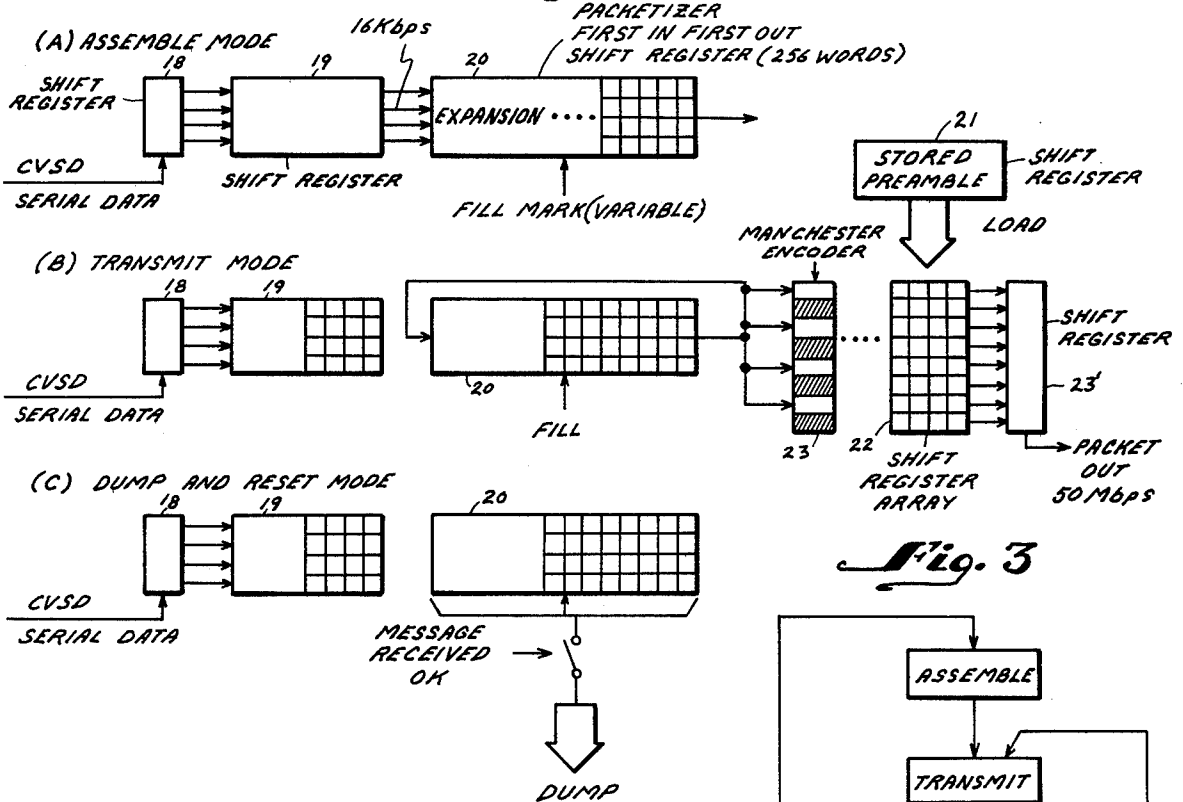 PACKETIZER
FIRST IN FIRST OUT
SHIFT REGISTER (256 WORDS)
(A) ASSEMBLE MODE
16Kbps
18
19
20
SHIFT
REGISTER
EXPANSION ....
CVSD
SERIAL DATA
SHIFT REGISTER
FILL MARK (VARIABLE)
21
STORED
PREAMBLE
SHIFT
REGISTER
LOAD
MANCHESTER
ENCODER
(B) TRANSMIT MODE
18
19
CVSD
SERIAL DATA
20
FILL
23
22
SHIFT
REGISTER
ARRAY
SHIFT
REGISTER
23'
PACKET
OUT
50 Mbps
(C) DUMP AND RESET MODE
18
19
20
CVSD
SERIAL DATA
MESSAGE
RECEIVED
OK
DUMP
Fig. 3
ASSEMBLE
TRANSMIT